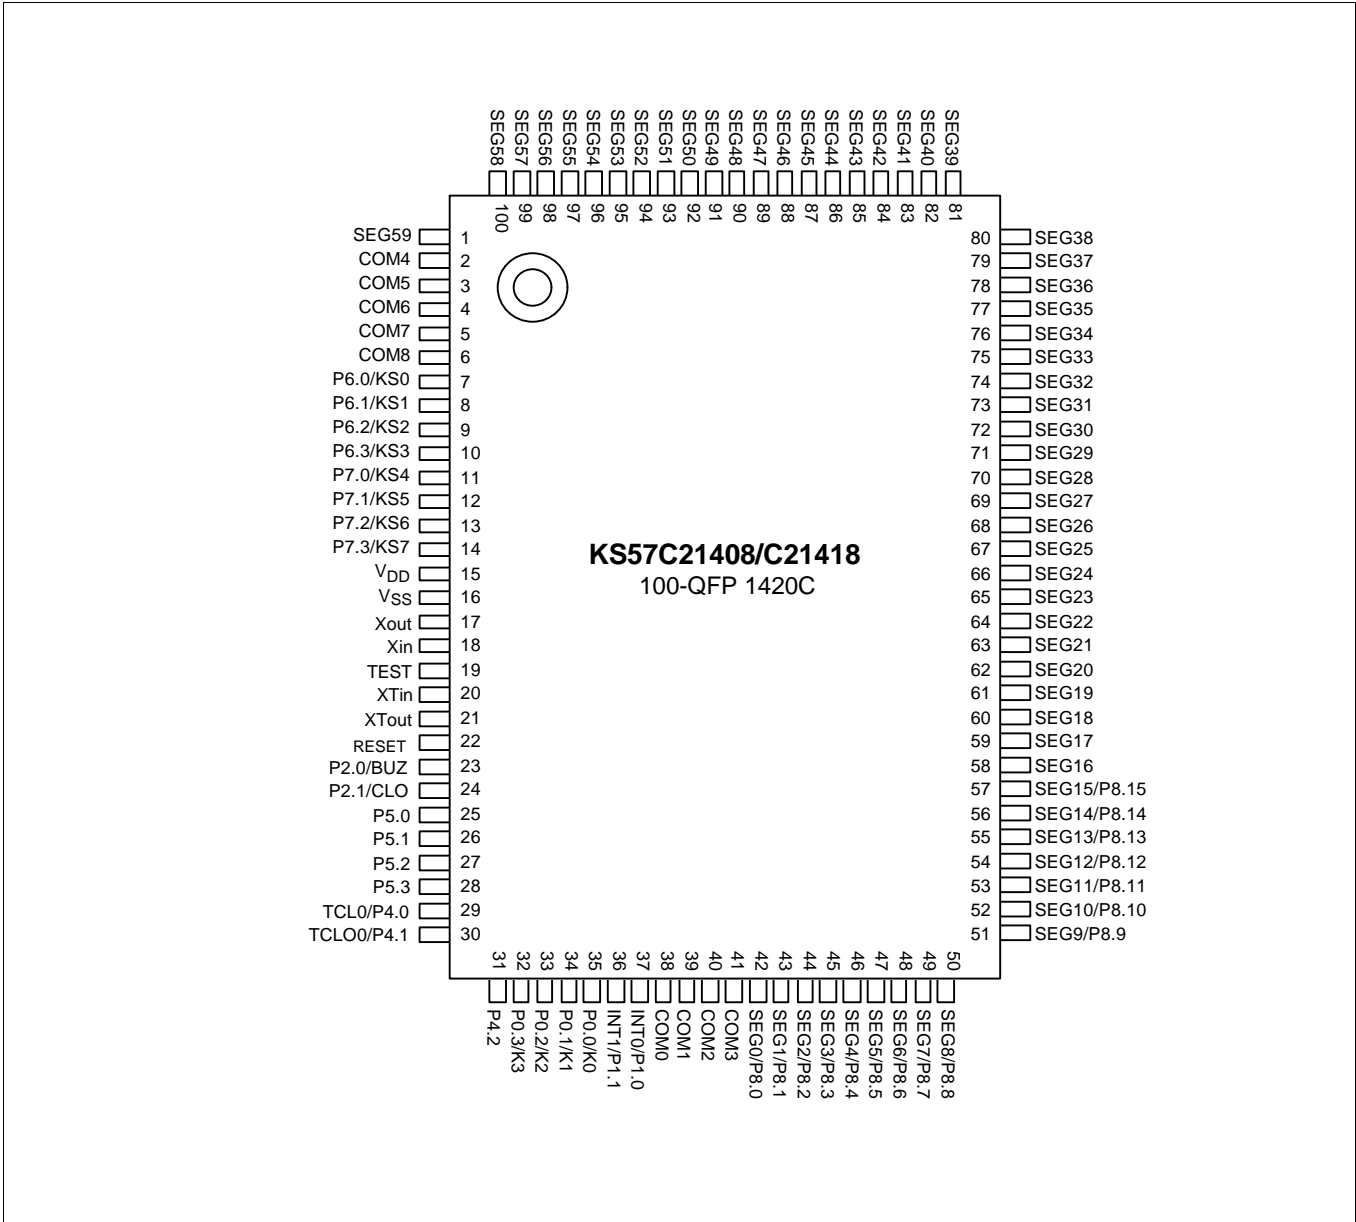 SEG58 SEG57 SEG56 SEG55 SEG54 SEG53 SEG52 SEG51 SEG50 SEG49 SEG48 SEG47 SEG46 SEG45 SEG44 SEG43 SEG42 SEG41 SEG40 SEG39
100 99 98 97 96 95 94 93 92 91 90 89 88 87 86 85 84 83 82 81
SEG59 1 80 SEG38
COM4 2 79 SEG37
COM5 3 78 SEG36
COM6 4 77 SEG35
COM7 5 76 SEG34
COM8 6 75 SEG33
P6.0/KS0 7 74 SEG32
P6.1/KS1 8 73 SEG31
P6.2/KS2 9 72 SEG30
P6.3/KS3 10 71 SEG29
P7.0/KS4 11 70 SEG28
P7.1/KS5 12 69 SEG27
P7.2/KS6 13 68 SEG26
P7.3/KS7 14 67 SEG25
KS57C21408/C21418
100-QFP 1420C
VDD 15 66 SEG24
VSS 16 65 SEG23
Xout 17 64 SEG22
Xin 18 63 SEG21
TEST 19 62 SEG20
XTin 20 61 SEG19
XTout 21 60 SEG18
RESET 22 59 SEG17
P2.0/BUZ 23 58 SEG16
P2.1/CLO 24 57 SEG15/P8.15
P5.0 25 56 SEG14/P8.14
P5.1 26 55 SEG13/P8.13
P5.2 27 54 SEG12/P8.12
P5.3 28 53 SEG11/P8.11
TCL0/P4.0 29 52 SEG10/P8.10
TCLO0/P4.1 30 51 SEG9/P8.9
31 32 33 34 35 36 37 38 39 40 41 42 43 44 45 46 47 48 49 50
P4.2 P0.3/K3 P0.2/K2 P0.1/K1 P0.0/K0 INT1/P1.1 INT0/P1.0 COM0 COM1 COM2 COM3 SEG0/P8.0 SEG1/P8.1 SEG2/P8.2 SEG3/P8.3 SEG4/P8.4 SEG5/P8.5 SEG6/P8.6 SEG7/P8.7 SEG8/P8.8